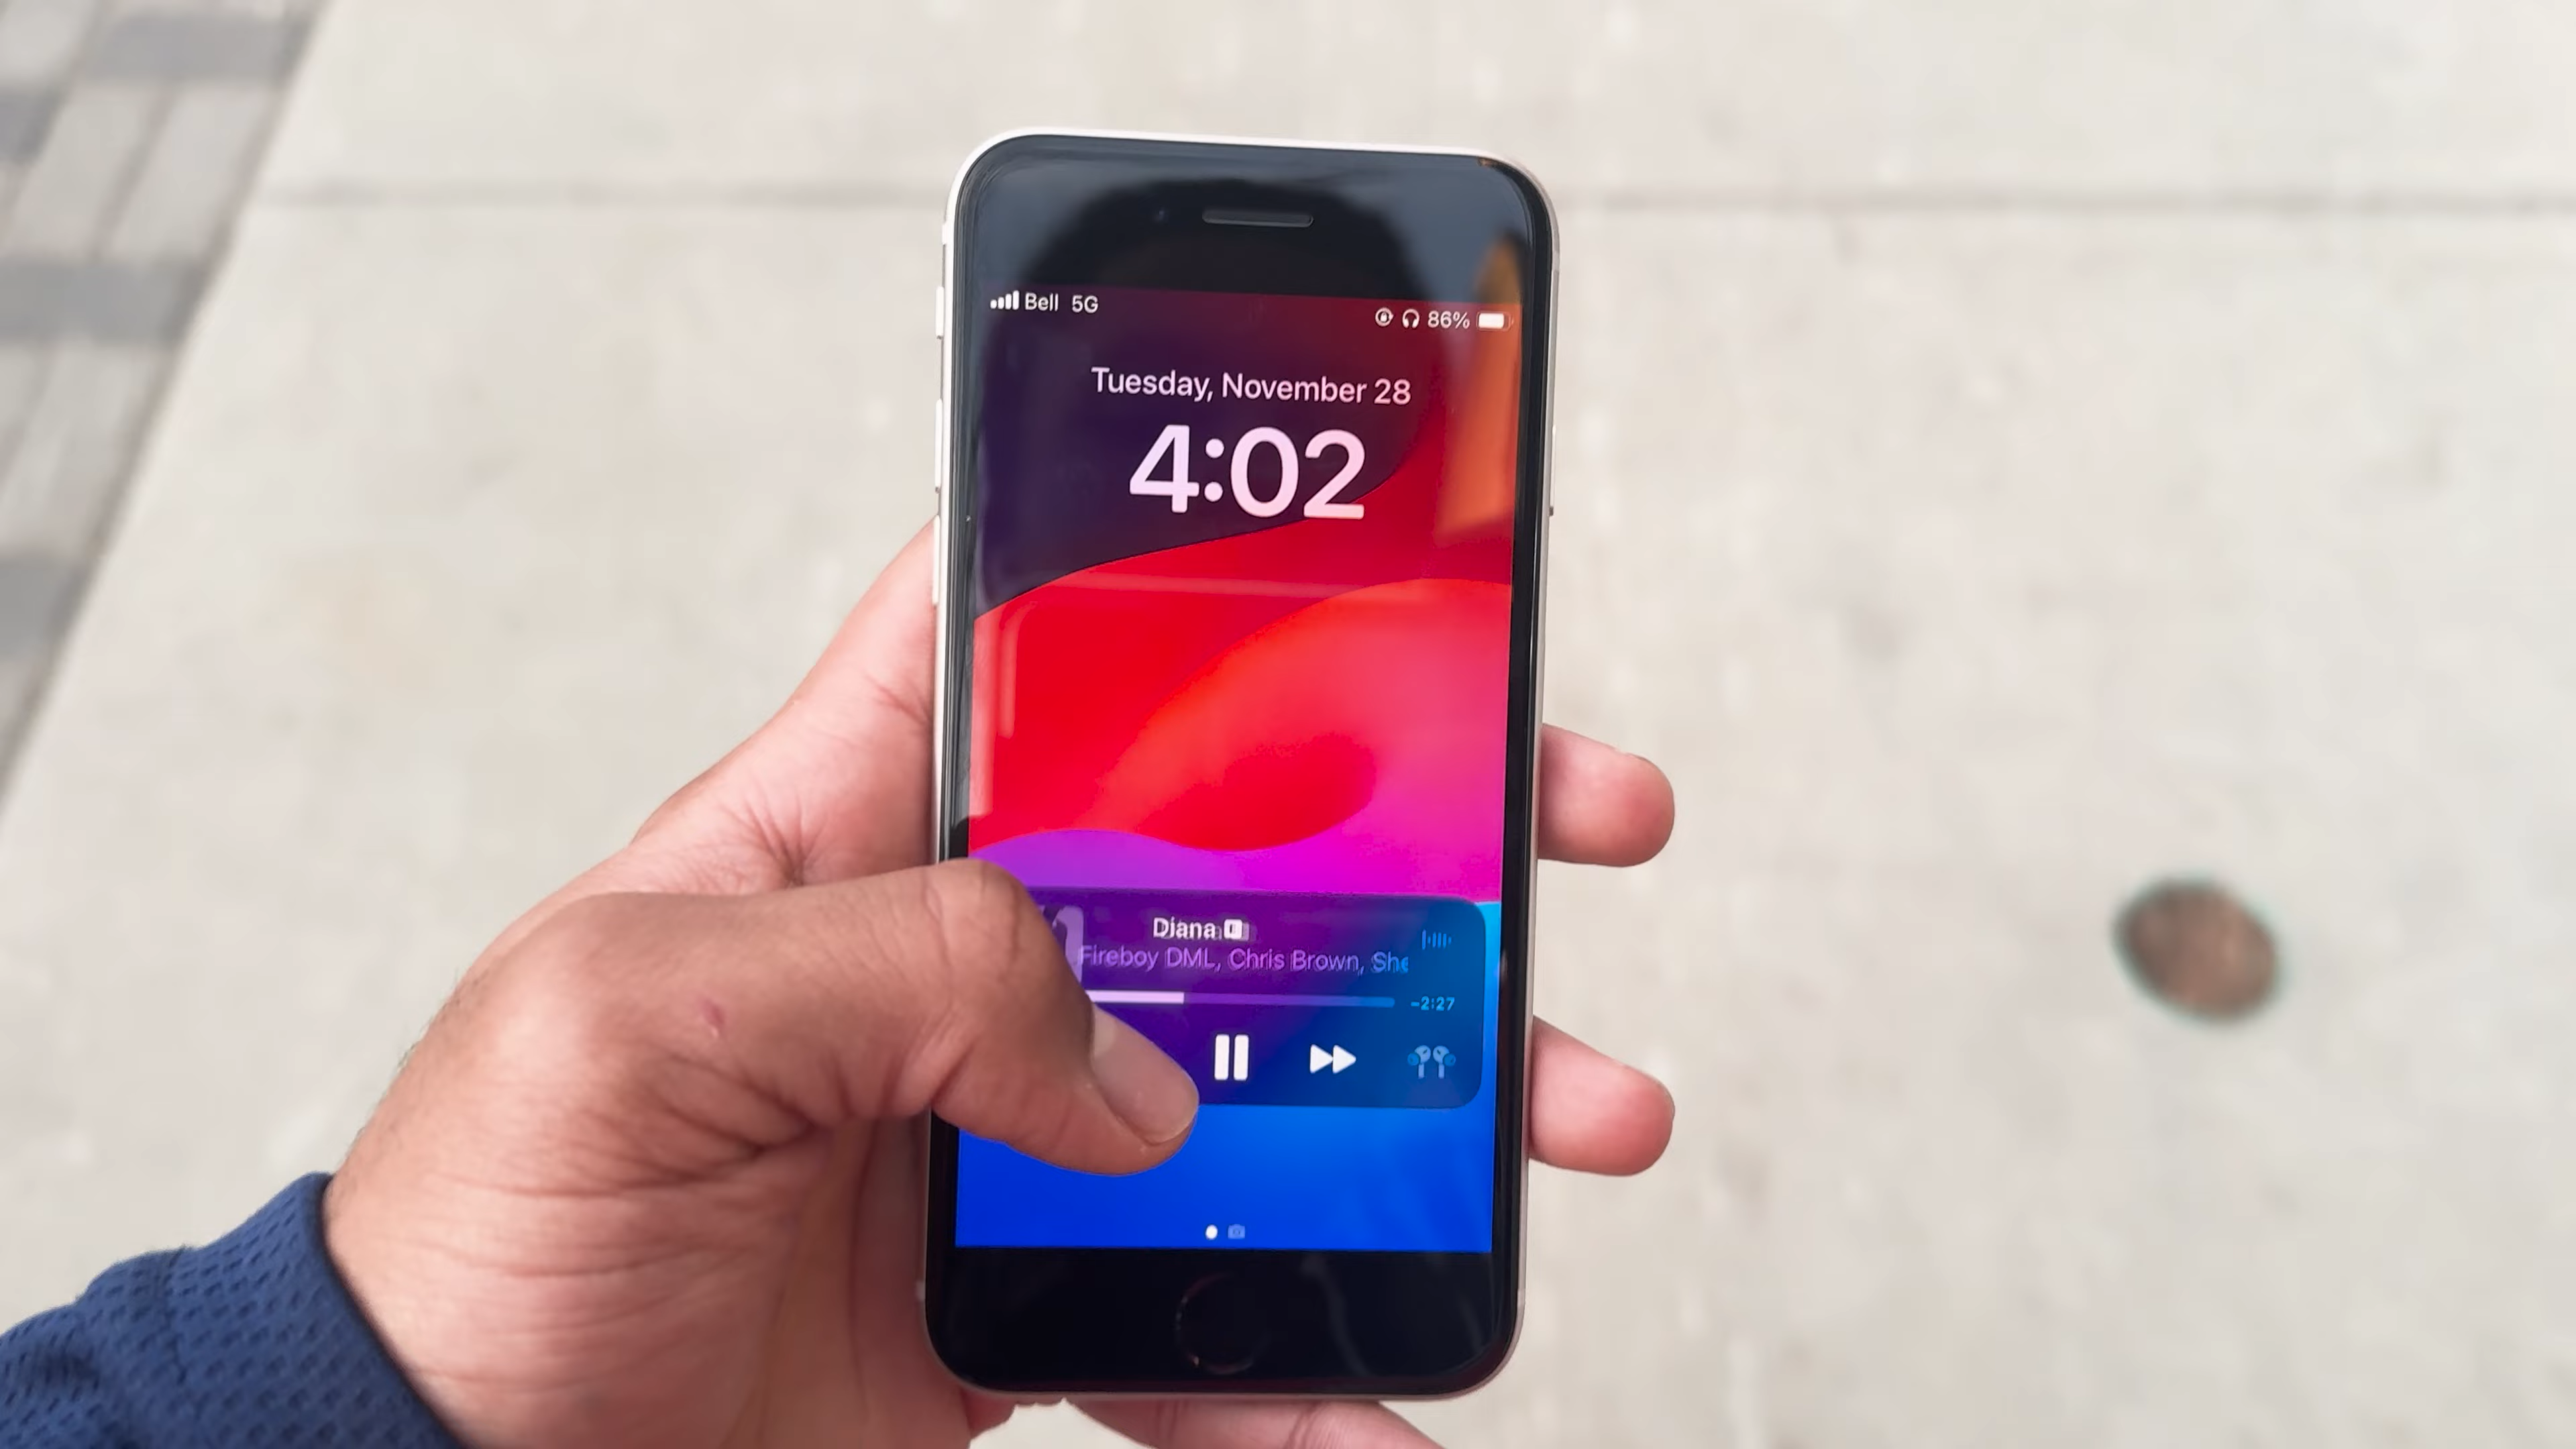 Bell 5G
86%
Tuesday, November 28
4:02
Diana E
Fireboy DML, Chris Brown, She
-2:27